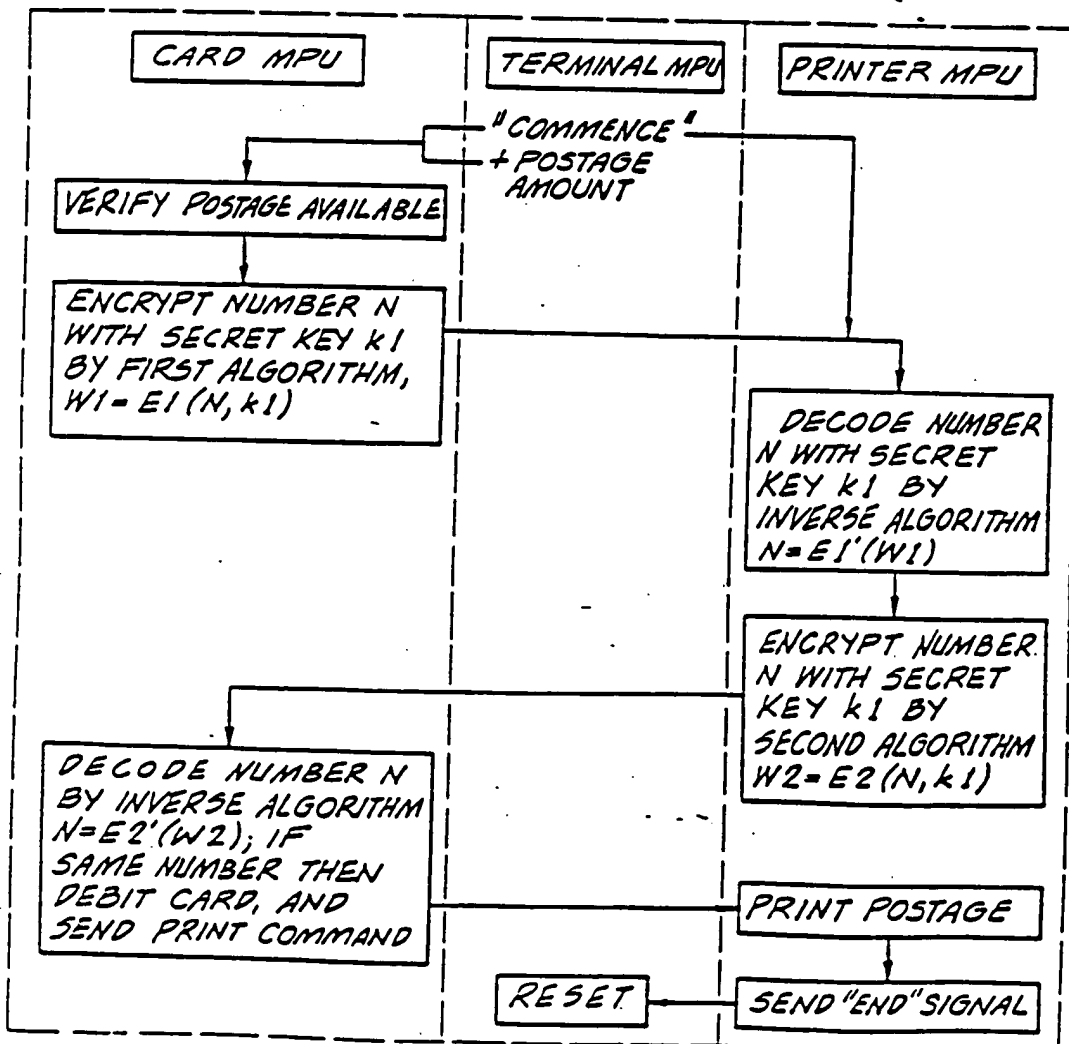 CARD MPU
TERMINAL MPU
PRINTER MPU
"COMMENCE"
+ POSTAGE
AMOUNT
VERIFY POSTAGE AVAILABLE
ENCRYPT NUMBER N
WITH SECRET KEY k1
BY FIRST ALGORITHM,
W1=E1(N,k1)
DECODE NUMBER
N WITH SECRET
KEY k1 BY
INVERSE ALGORITHM
N=E1'(W1)
ENCRYPT NUMBER
N WITH SECRET
KEY k1 BY
SECOND ALGORITHM
W2=E2(N,k1)
DECODE NUMBER N
BY INVERSE ALGORITHM
N=E2'(W2); IF
SAME NUMBER THEN
DEBIT CARD, AND
SEND PRINT COMMAND
PRINT POSTAGE
RESET
SEND "END" SIGNAL